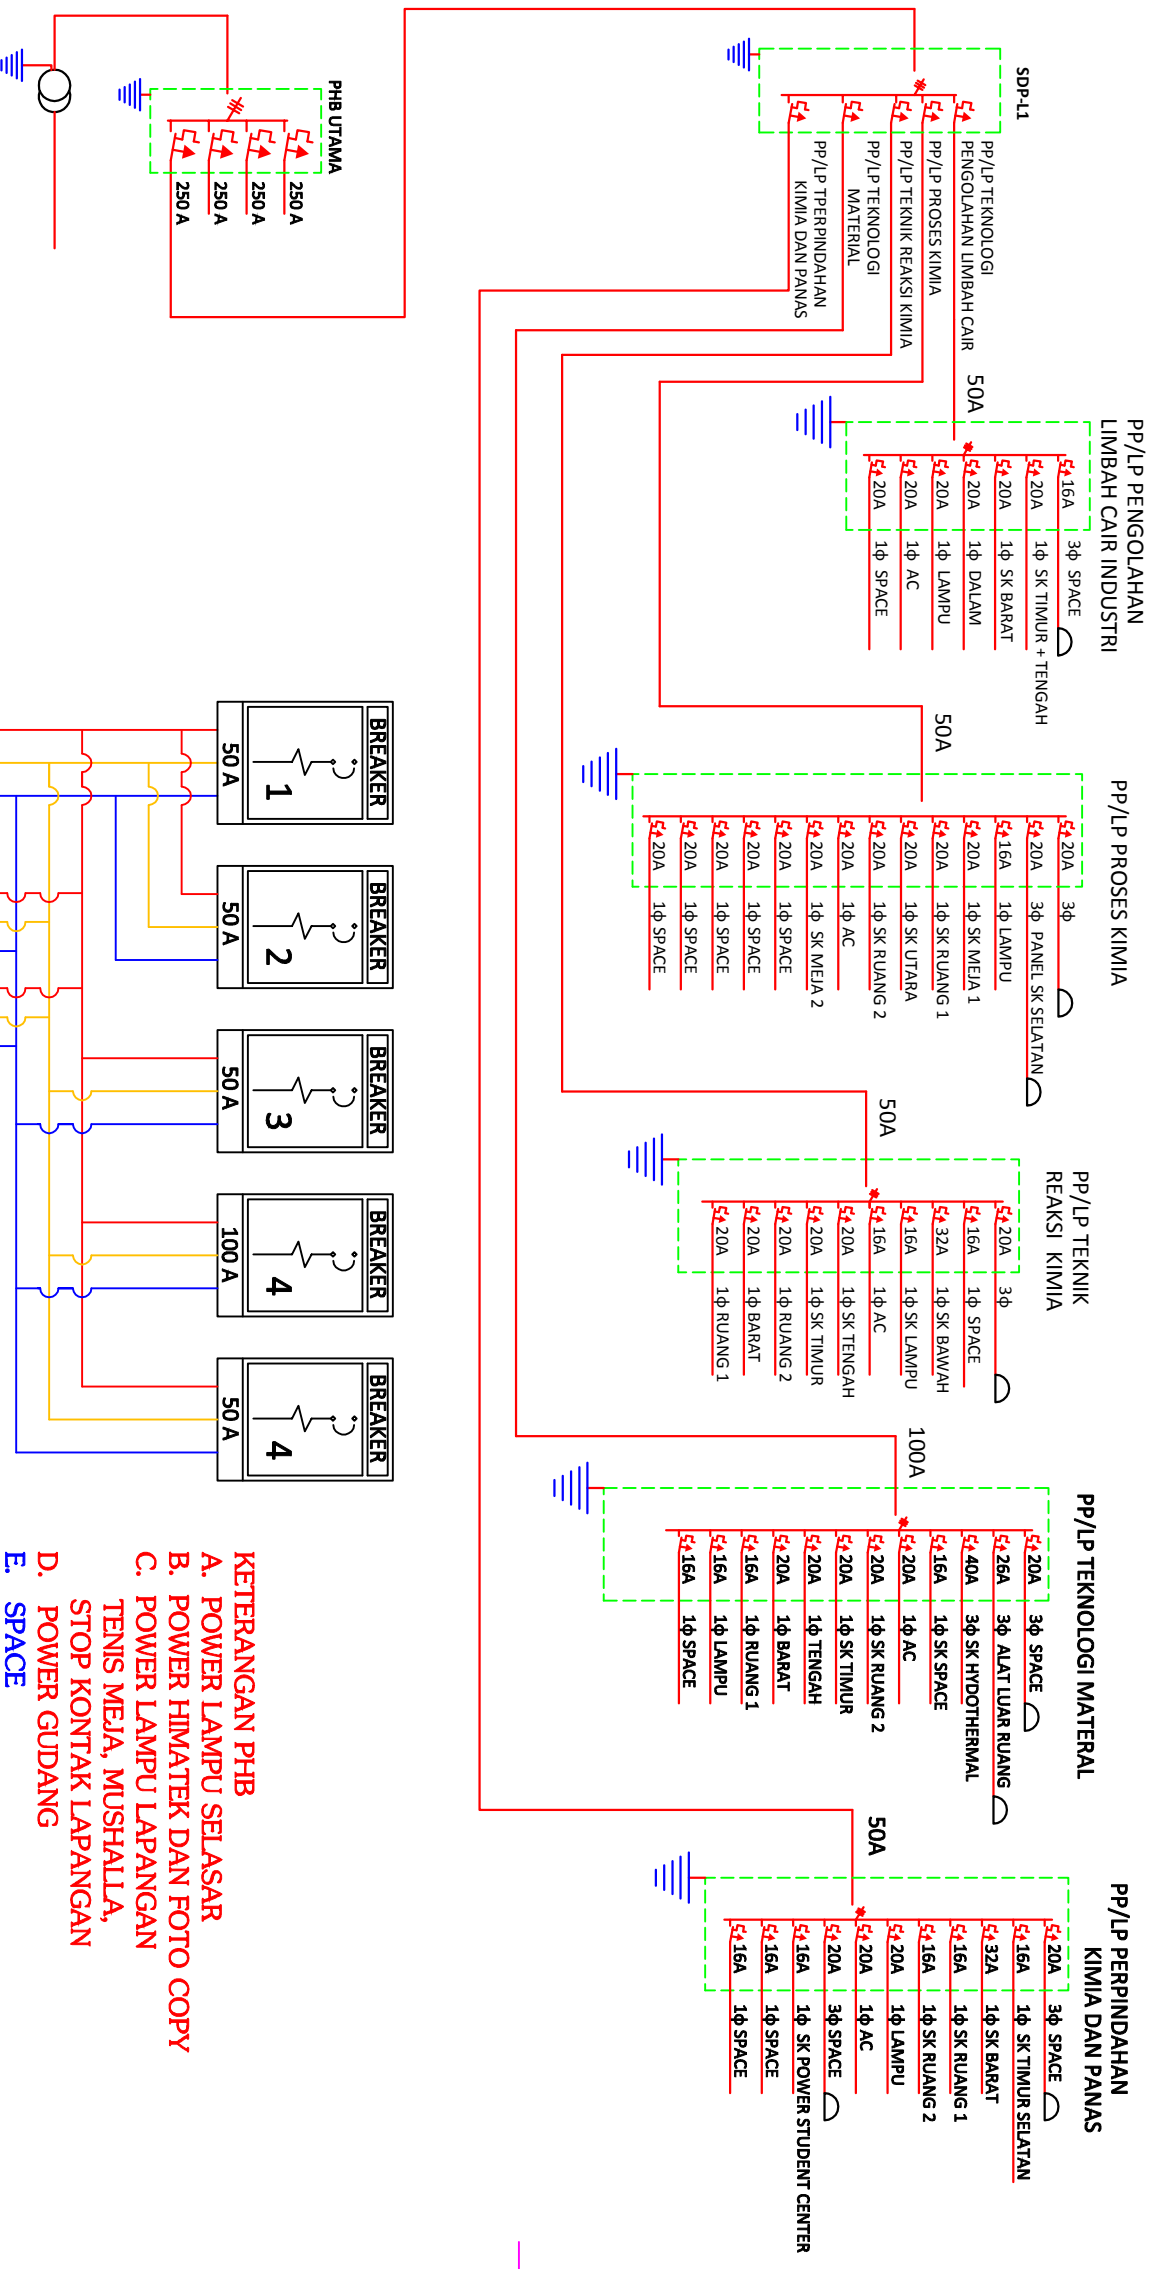 PHB UTAMA
250 A
250 A
250 A
250 A
SDP-L1
PP/LP TEKNOLOGI
PENGOLAHAN LIMBAH CAIR
PP/LP PROSES KIMIA
PP/LP TEKNIK REAKSI KIMIA
PP/LP TEKNOLOGI
MATERIAL
PP/LP TPERPINDAHAN
KIMIA DAN PANAS
PP/LP PENGOLAHAN
LIMBAH CAIR INDUSTRI
50A
16A 3ϕ SPACE
20A 1ϕ SK TIMUR + TENGAH
20A 1ϕ SK BARAT
20A 1ϕ DALAM
20A 1ϕ LAMPU
20A 1ϕ AC
20A 1ϕ SPACE
PP/LP PROSES KIMIA
50A
20A 3ϕ
20A 3ϕ PANEL SK SELATAN
16A 1ϕ LAMPU
20A 1ϕ SK MEJA 1
20A 1ϕ SK RUANG 1
20A 1ϕ SK UTARA
20A 1ϕ SK RUANG 2
20A 1ϕ AC
20A 1ϕ SK MEJA 2
20A 1ϕ SPACE
20A 1ϕ SPACE
20A 1ϕ SPACE
20A 1ϕ SPACE
20A 1ϕ SPACE
PP/LP TEKNIK
REAKSI KIMIA
50A
20A 3ϕ
16A 1ϕ SPACE
32A 1ϕ SK BAWAH
16A 1ϕ SK LAMPU
16A 1ϕ AC
20A 1ϕ SK TENGAH
20A 1ϕ SK TIMUR
20A 1ϕ RUANG 2
20A 1ϕ BARAT
20A 1ϕ RUANG 1
PP/LP TEKNOLOGI MATERAL
100A
20A 3ϕ SPACE
26A 3ϕ ALAT LUAR RUANG
40A 3ϕ SK HYDOTHERMAL
16A 1ϕ SK SPACE
20A 1ϕ AC
20A 1ϕ SK RUANG 2
20A 1ϕ SK TIMUR
20A 1ϕ TENGAH
20A 1ϕ BARAT
16A 1ϕ RUANG 1
16A 1ϕ LAMPU
16A 1ϕ SPACE
PP/LP PERPINDAHAN
KIMIA DAN PANAS
50A
20A 3ϕ SPACE
16A 1ϕ SK TIMUR SELATAN
32A 1ϕ SK BARAT
16A 1ϕ SK RUANG 1
16A 1ϕ SK RUANG 2
20A 1ϕ LAMPU
20A 1ϕ AC
20A 3ϕ SPACE
16A 1ϕ SK POWER STUDENT CENTER
16A 1ϕ SPACE
16A 1ϕ SPACE
BREAKER
1
50 A
BREAKER
2
50 A
BREAKER
3
50 A
BREAKER
4
100 A
BREAKER
4
50 A
KETERANGAN PHB
A. POWER LAMPU SELASAR
B. POWER HIMATEK DAN FOTO COPY
C. POWER LAMPU LAPANGAN
TENIS MEJA, MUSHALLA,
STOP KONTAK LAPANGAN
D. POWER GUDANG
E. SPACE